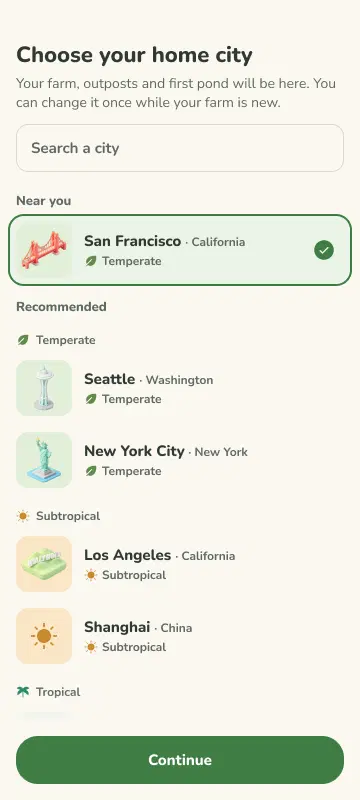 Choose your home city
Your farm, outposts and first pond will be here. You
can change it once while your farm is new.
Search a city
Near you
San Francisco · California
Temperate
Recommended
Temperate
Seattle · Washington
Temperate
New York City · New York
Temperate
Subtropical
Los Angeles · California
Subtropical
Shanghai · China
Subtropical
Tropical
Continue